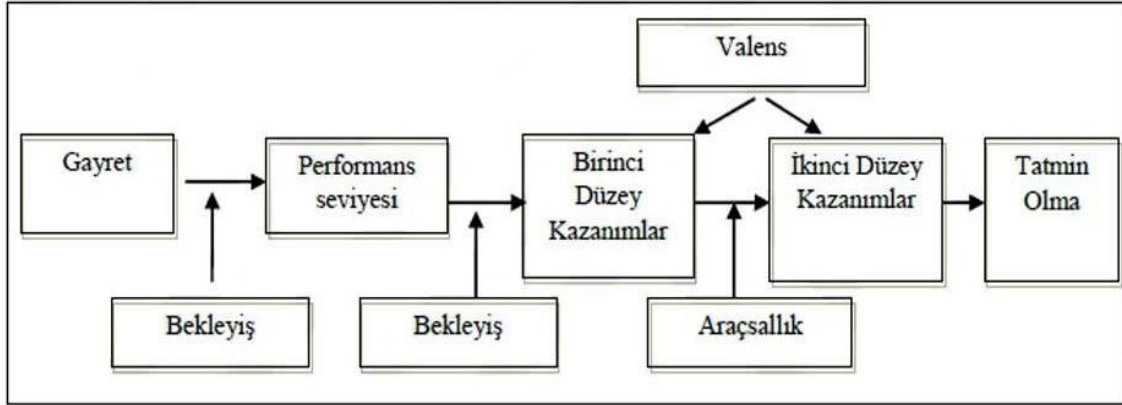 Valens
Gayret
Performans
seviyesi
Birinci
Düzey
Kazanımlar
İkinci Düzey
Kazanımlar
Tatmin
Olma
Bekleyiş
Bekleyiş
Araçsallık